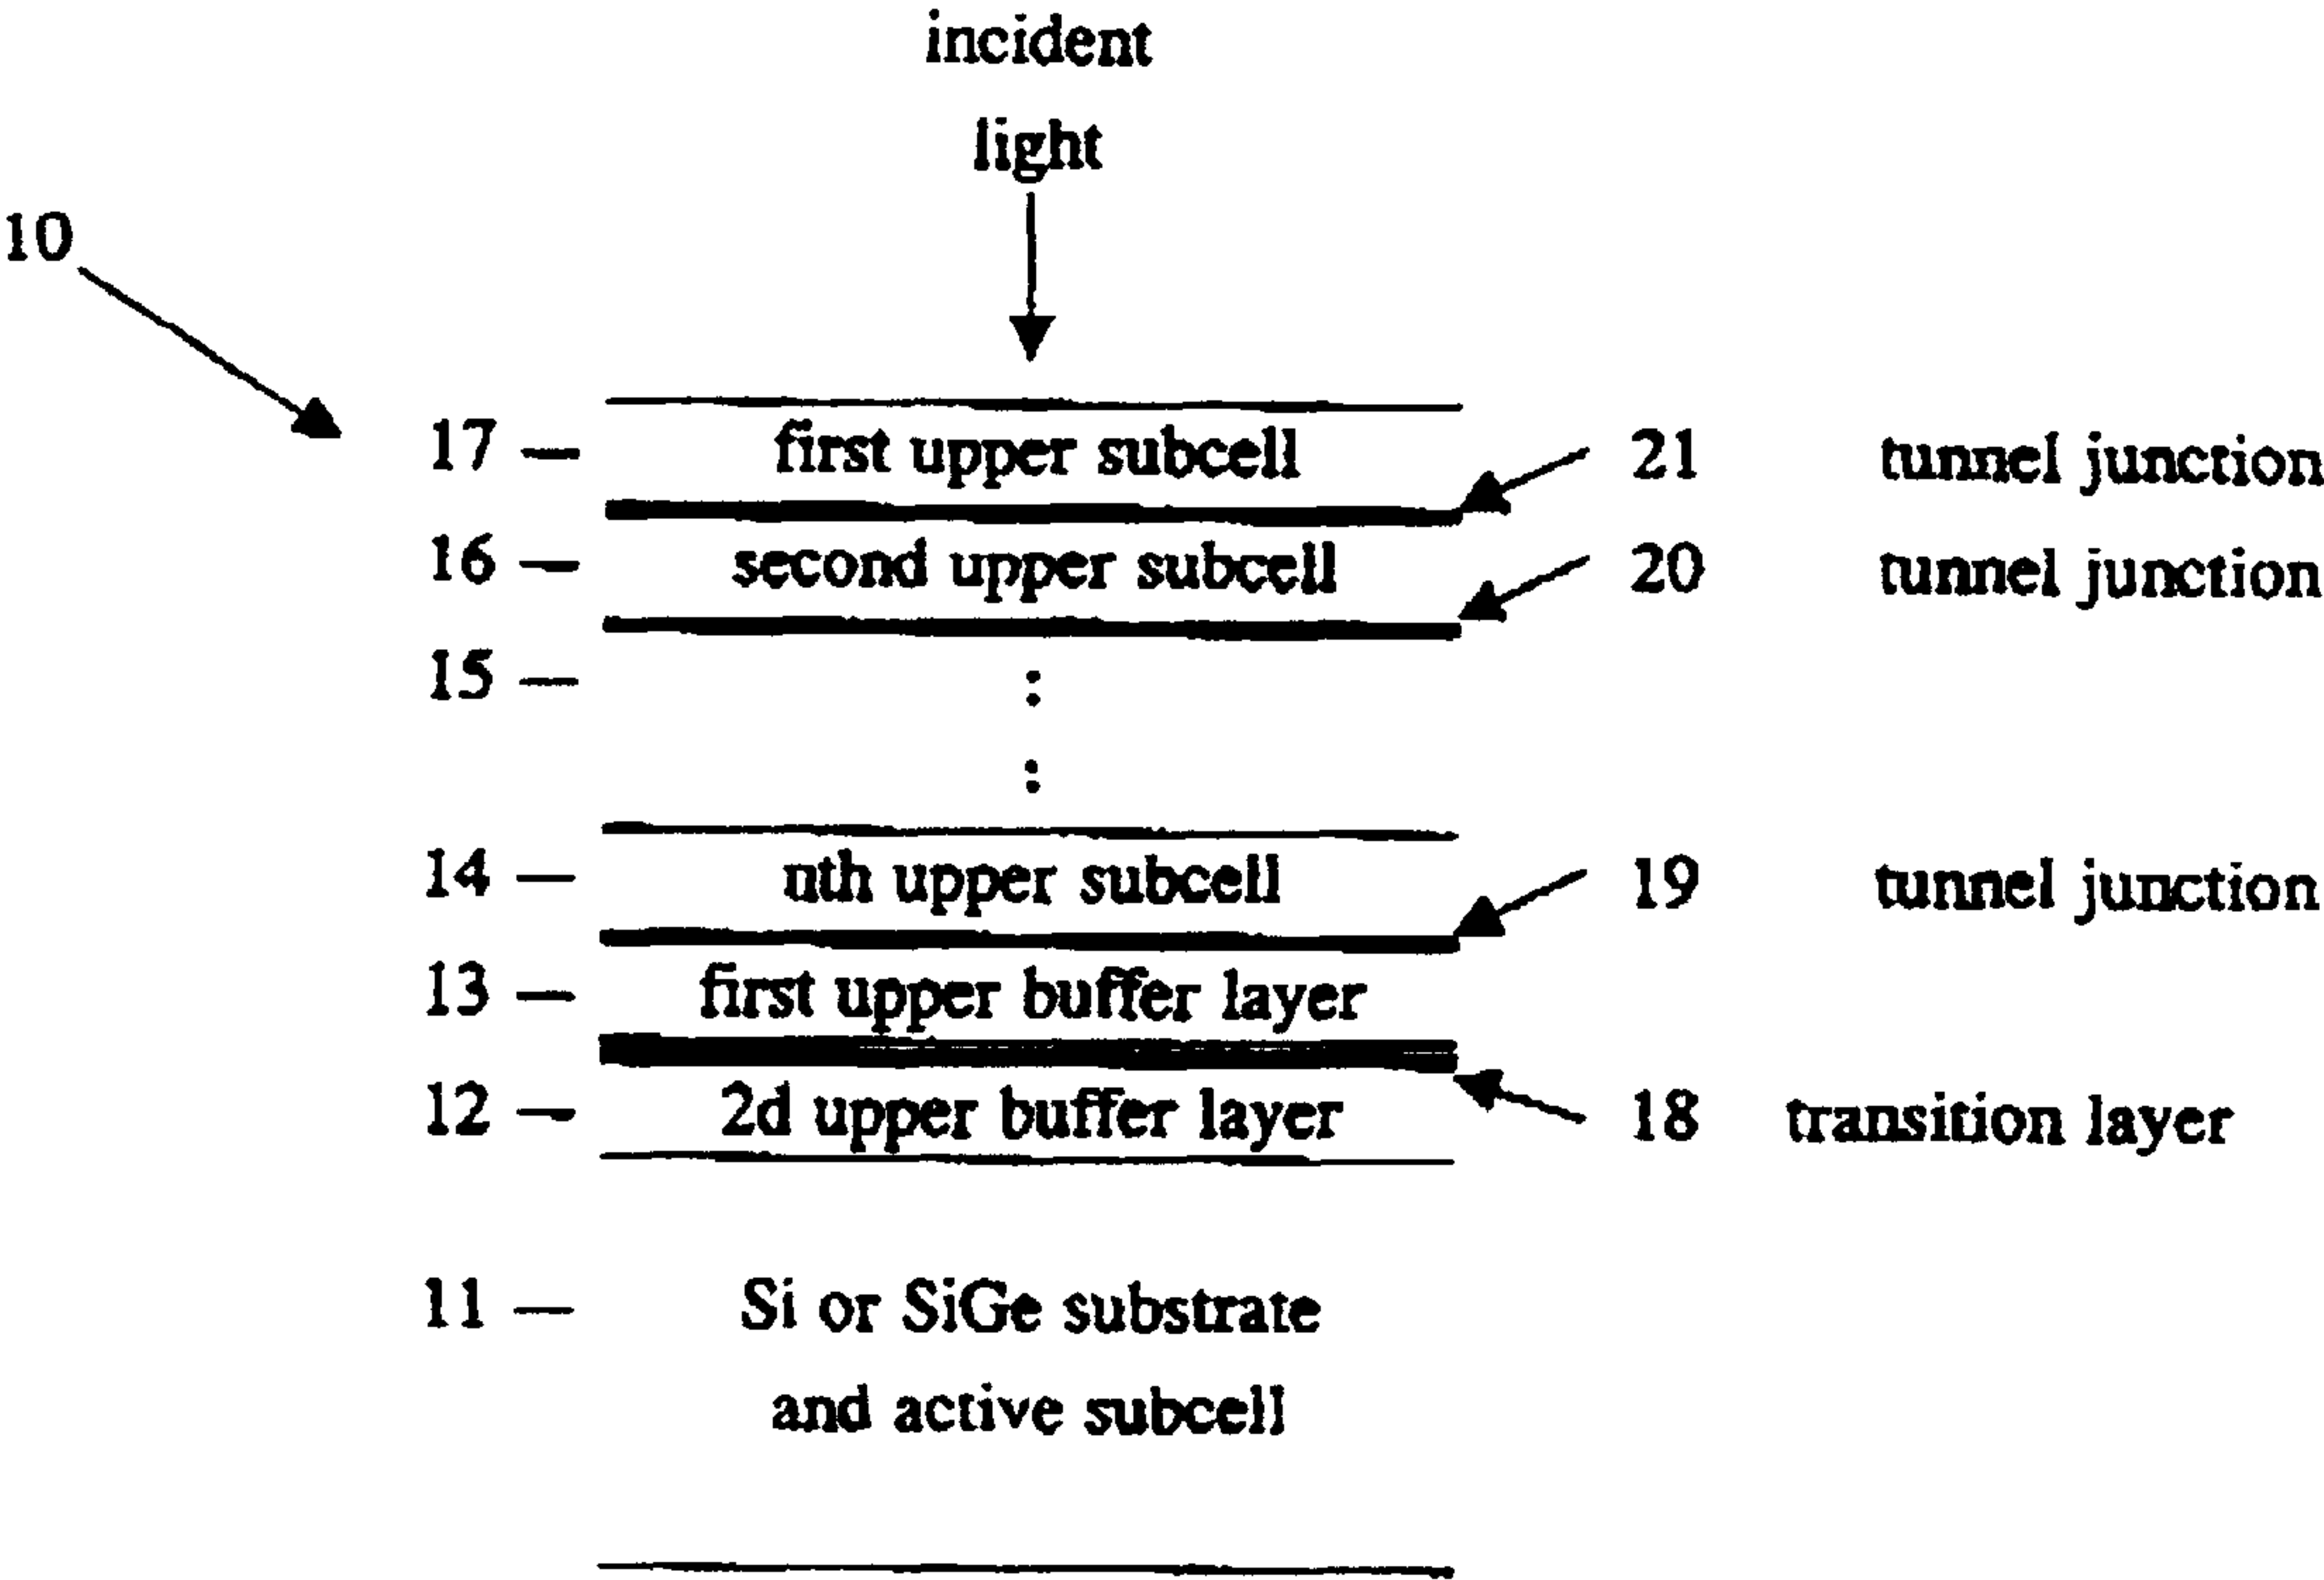 incident
light
10
17 — first upper subcell 21 tunnel junction
16 — second upper subcell 20 tunnel junction
15 — :
:
14 — nth upper subcell 19 tunnel junction
13 — first upper buffer layer
12 — 2d upper buffer layer 18 transition layer
11 — Si or SiGe substrate
and active subcell